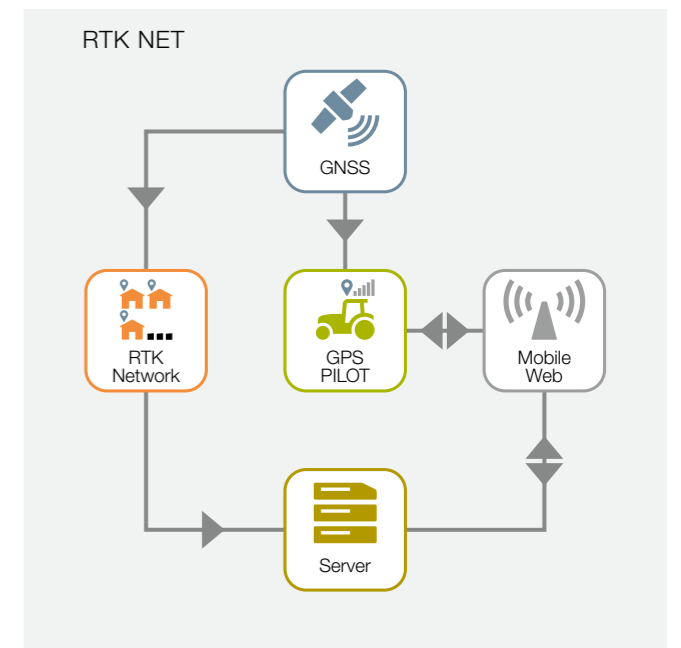 RTK NET
GNSS
RTK
Network
GPS
PILOT
Mobile
Web
Server